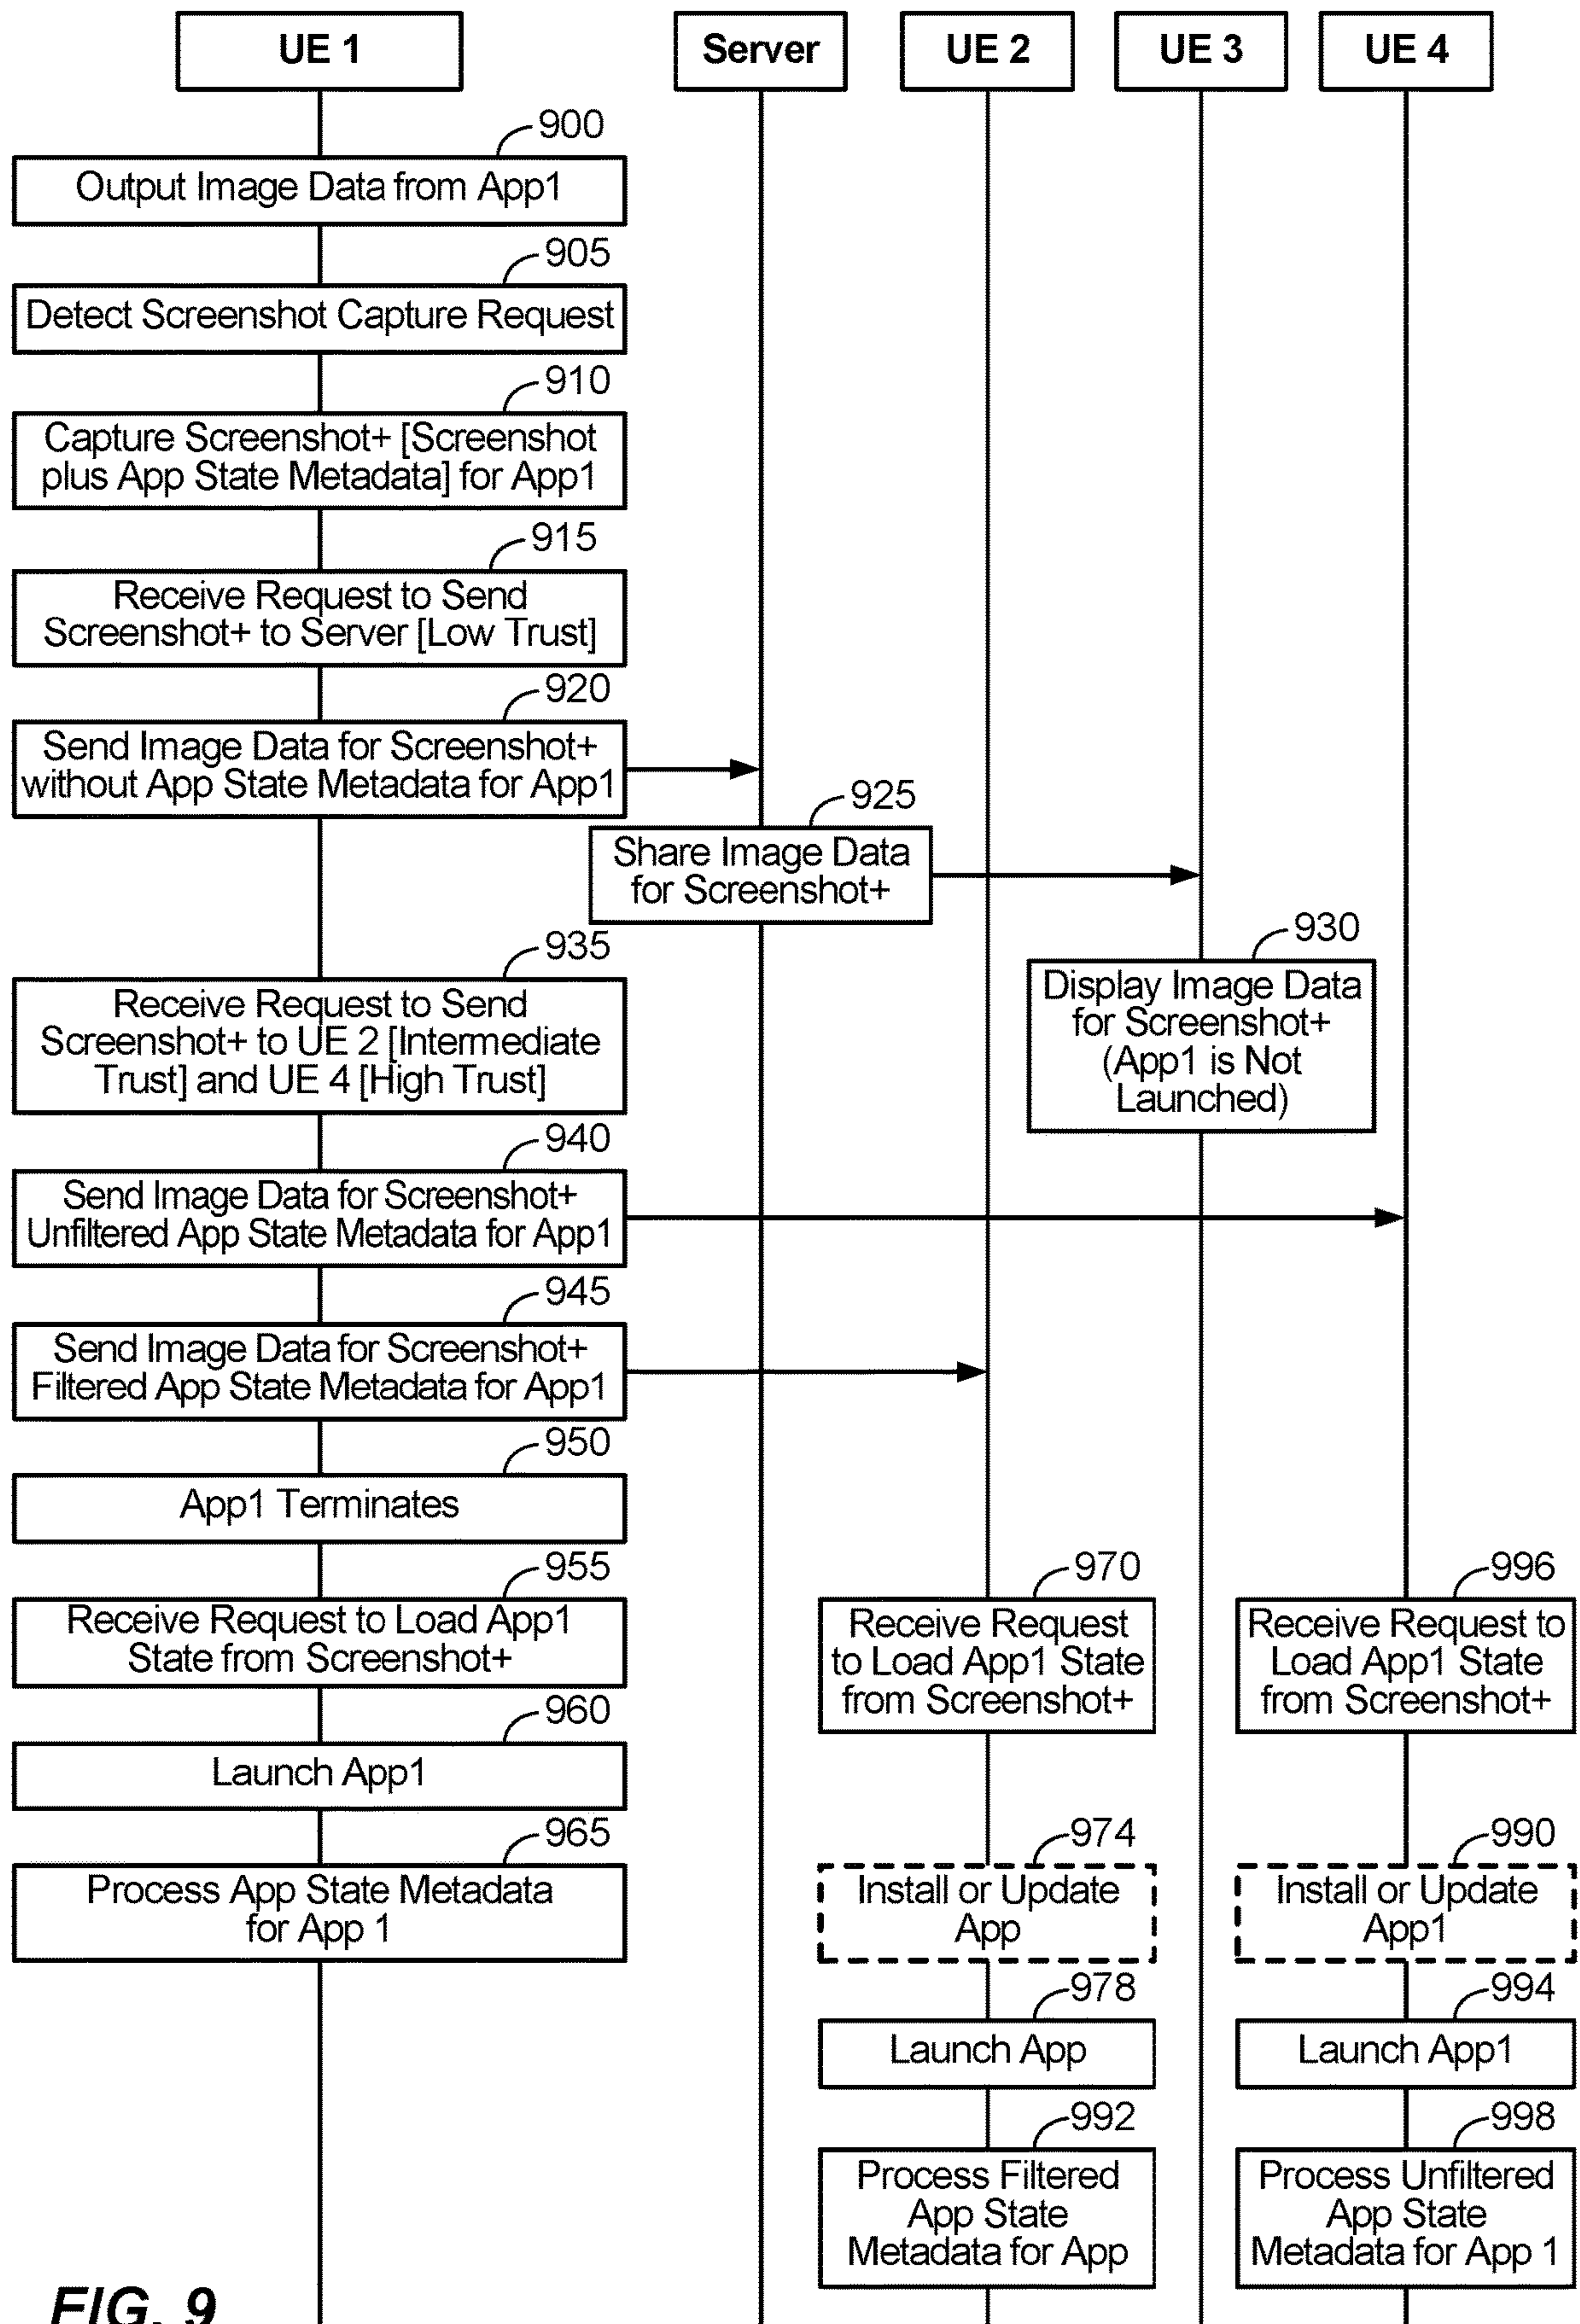 UE 1
Server
UE 2
UE 3
UE 4
900
Output Image Data from App1
905
Detect Screenshot Capture Request
910
Capture Screenshot+ [Screenshot
plus App State Metadata] for App1
915
Receive Request to Send
Screenshot+ to Server [Low Trust]
920
Send Image Data for Screenshot+
without App State Metadata for App1
925
Share Image Data
for Screenshot+
930
Display Image Data
for Screenshot+
(App1 is Not
Launched)
935
Receive Request to Send
Screenshot+ to UE 2 [Intermediate
Trust] and UE 4 [High Trust]
940
Send Image Data for Screenshot+
Unfiltered App State Metadata for App1
945
Send Image Data for Screenshot+
Filtered App State Metadata for App1
950
App1 Terminates
955
Receive Request to Load App1
State from Screenshot+
960
Launch App1
965
Process App State Metadata
for App 1
970
Receive Request
to Load App1 State
from Screenshot+
974
Install or Update
App
978
Launch App
992
Process Filtered
App State
Metadata for App
996
Receive Request to
Load App1 State
from Screenshot+
990
Install or Update
App1
994
Launch App1
998
Process Unfiltered
App State
Metadata for App 1
FIG. 9